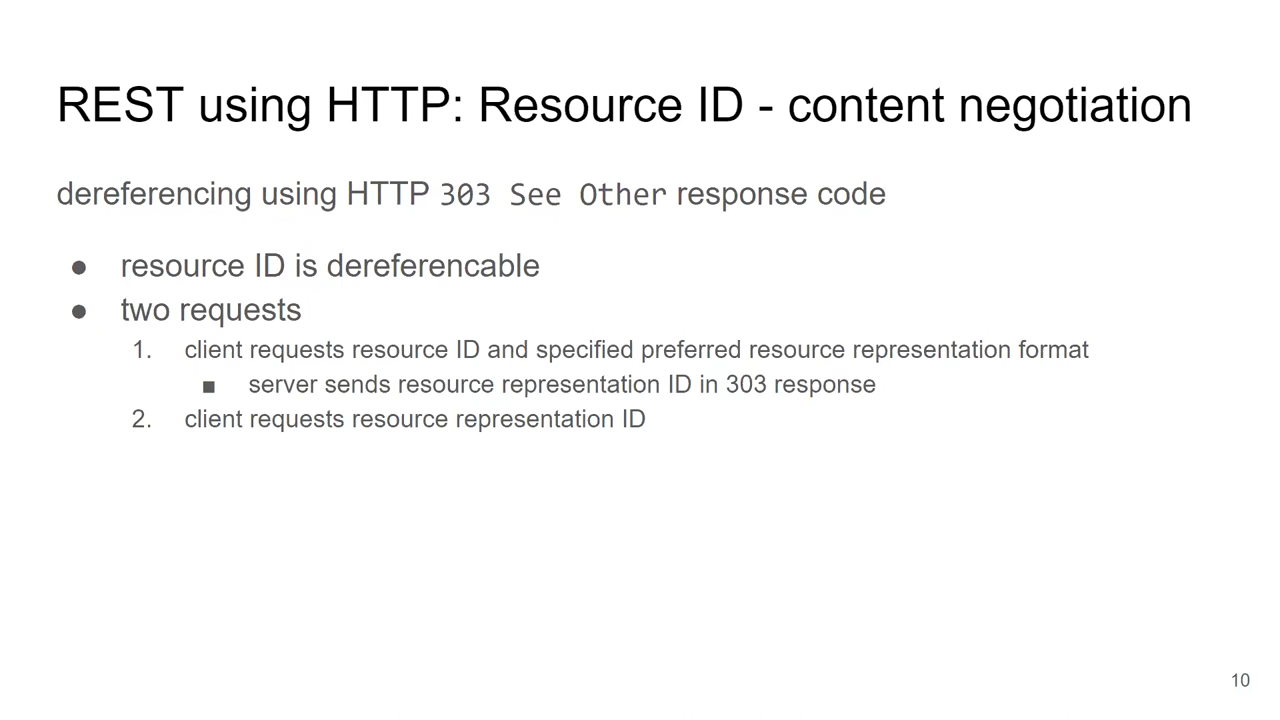 REST using HTTP: Resource ID - content negotiation
dereferencing using HTTP 303 See Other response code
● resource ID is dereferencable
● two requests
1. client requests resource ID and specified preferred resource representation format
■ server sends resource representation ID in 303 response
2. client requests resource representation ID
10